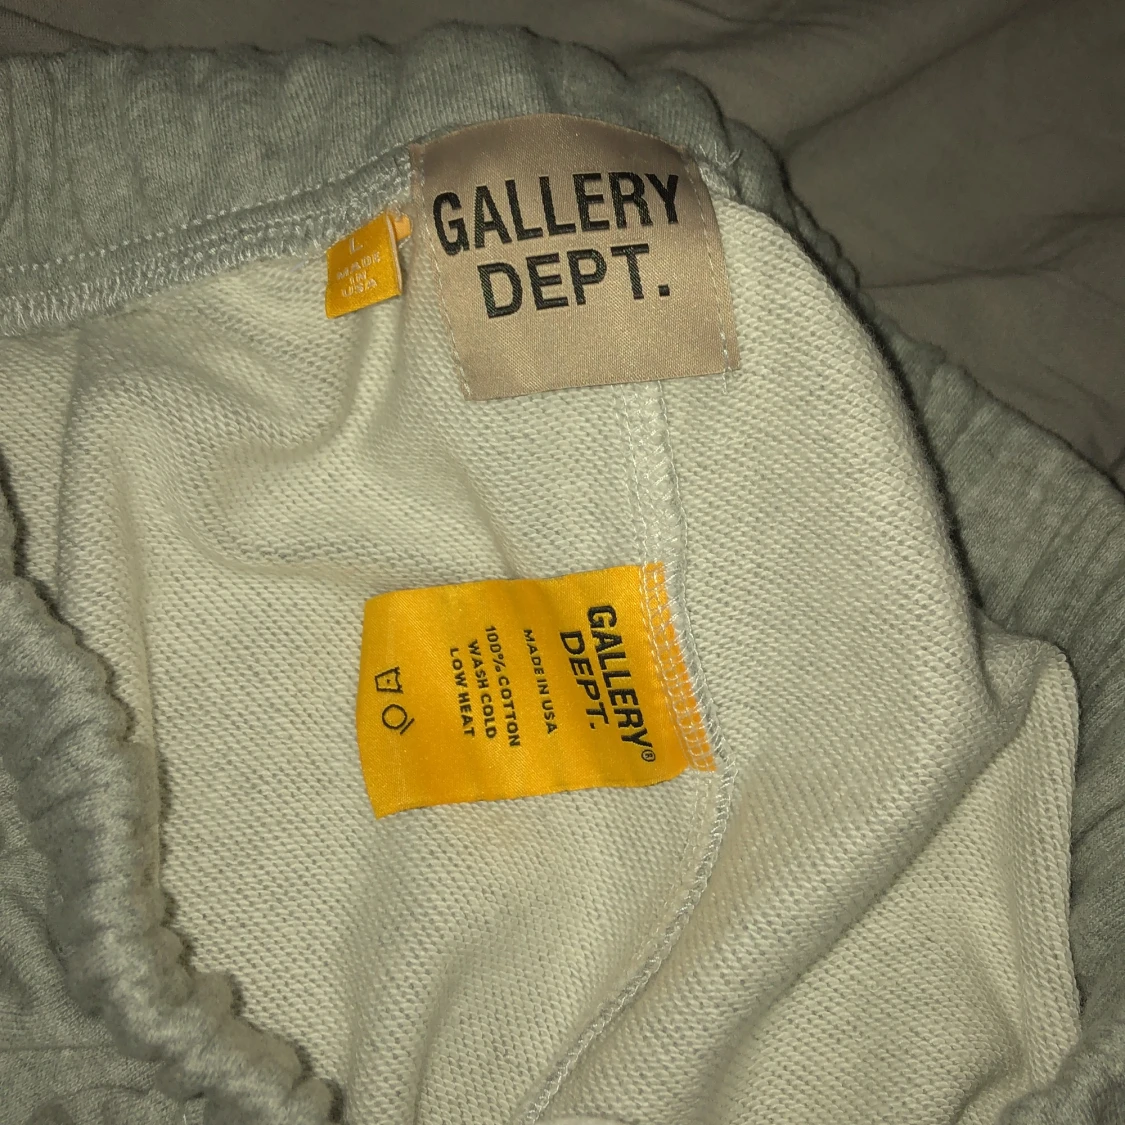 GALLERY
DEPT.
L
MADE
IN
USA
GALLERY®
DEPT.
MADE IN USA
100% COTTON
WASH COLD
LOW HEAT